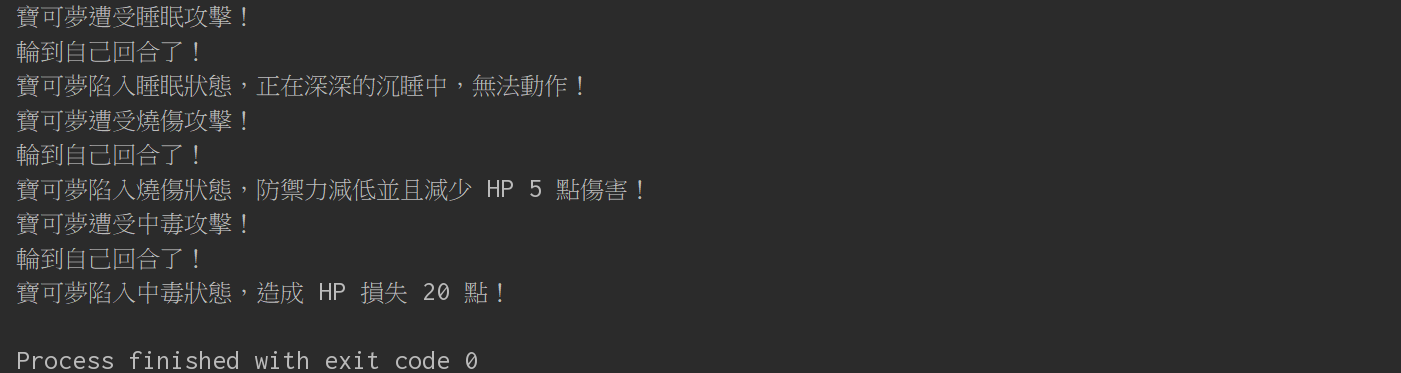 寶可夢遭受睡眠攻擊！
輪到自己回合了！
寶可夢陷入睡眠狀態，正在深深的沉睡中，無法動作！
寶可夢遭受燒傷攻擊！
輪到自己回合了！
寶可夢陷入燒傷狀態，防禦力減低並且減少 HP 5 點傷害！
寶可夢遭受中毒攻擊！
輪到自己回合了！
寶可夢陷入中毒狀態，造成 HP 損失 20 點！
Process finished with exit code 0